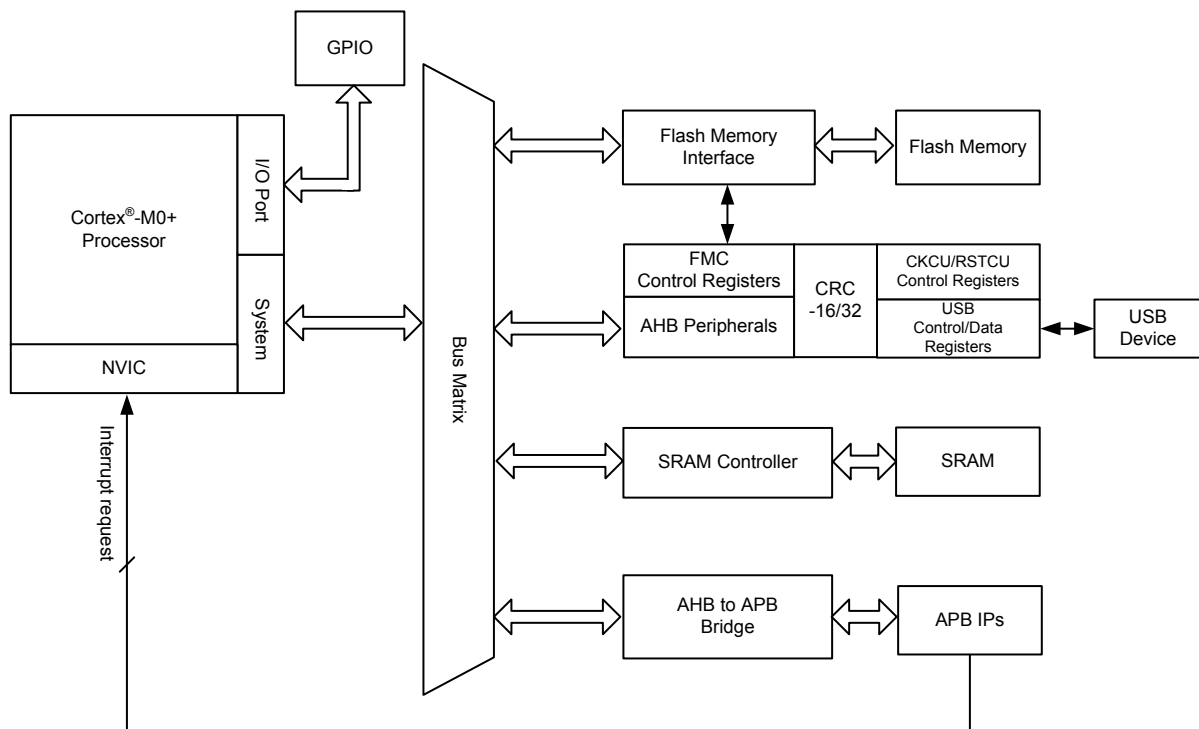 GPIO
Cortex®-M0+
Processor
I/O Port
System
NVIC
Interrupt request
Bus Matrix
Flash Memory
Interface
Flash Memory
FMC
Control Registers
AHB Peripherals
CRC
-16/32
CKCU/RSTCU
Control Registers
USB
Control/Data
Registers
USB
Device
SRAM Controller
SRAM
AHB to APB
Bridge
APB IPs